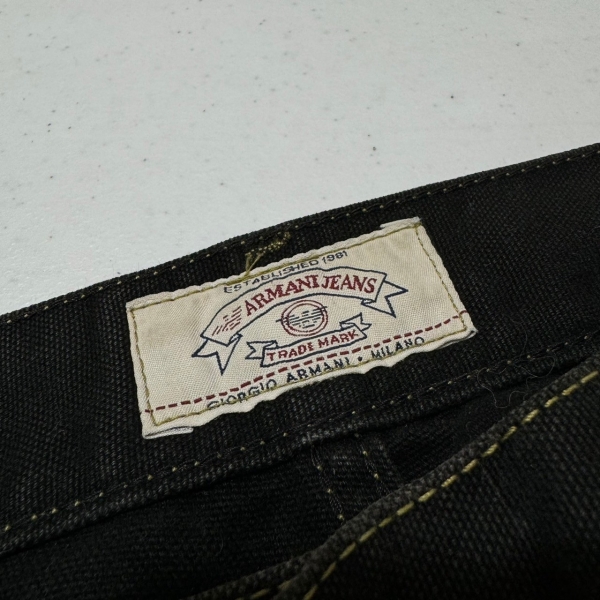 ESTABLISHED 1981
ARMANI JEANS
TRADE MARK
GIORGIO ARMANI • MILANO